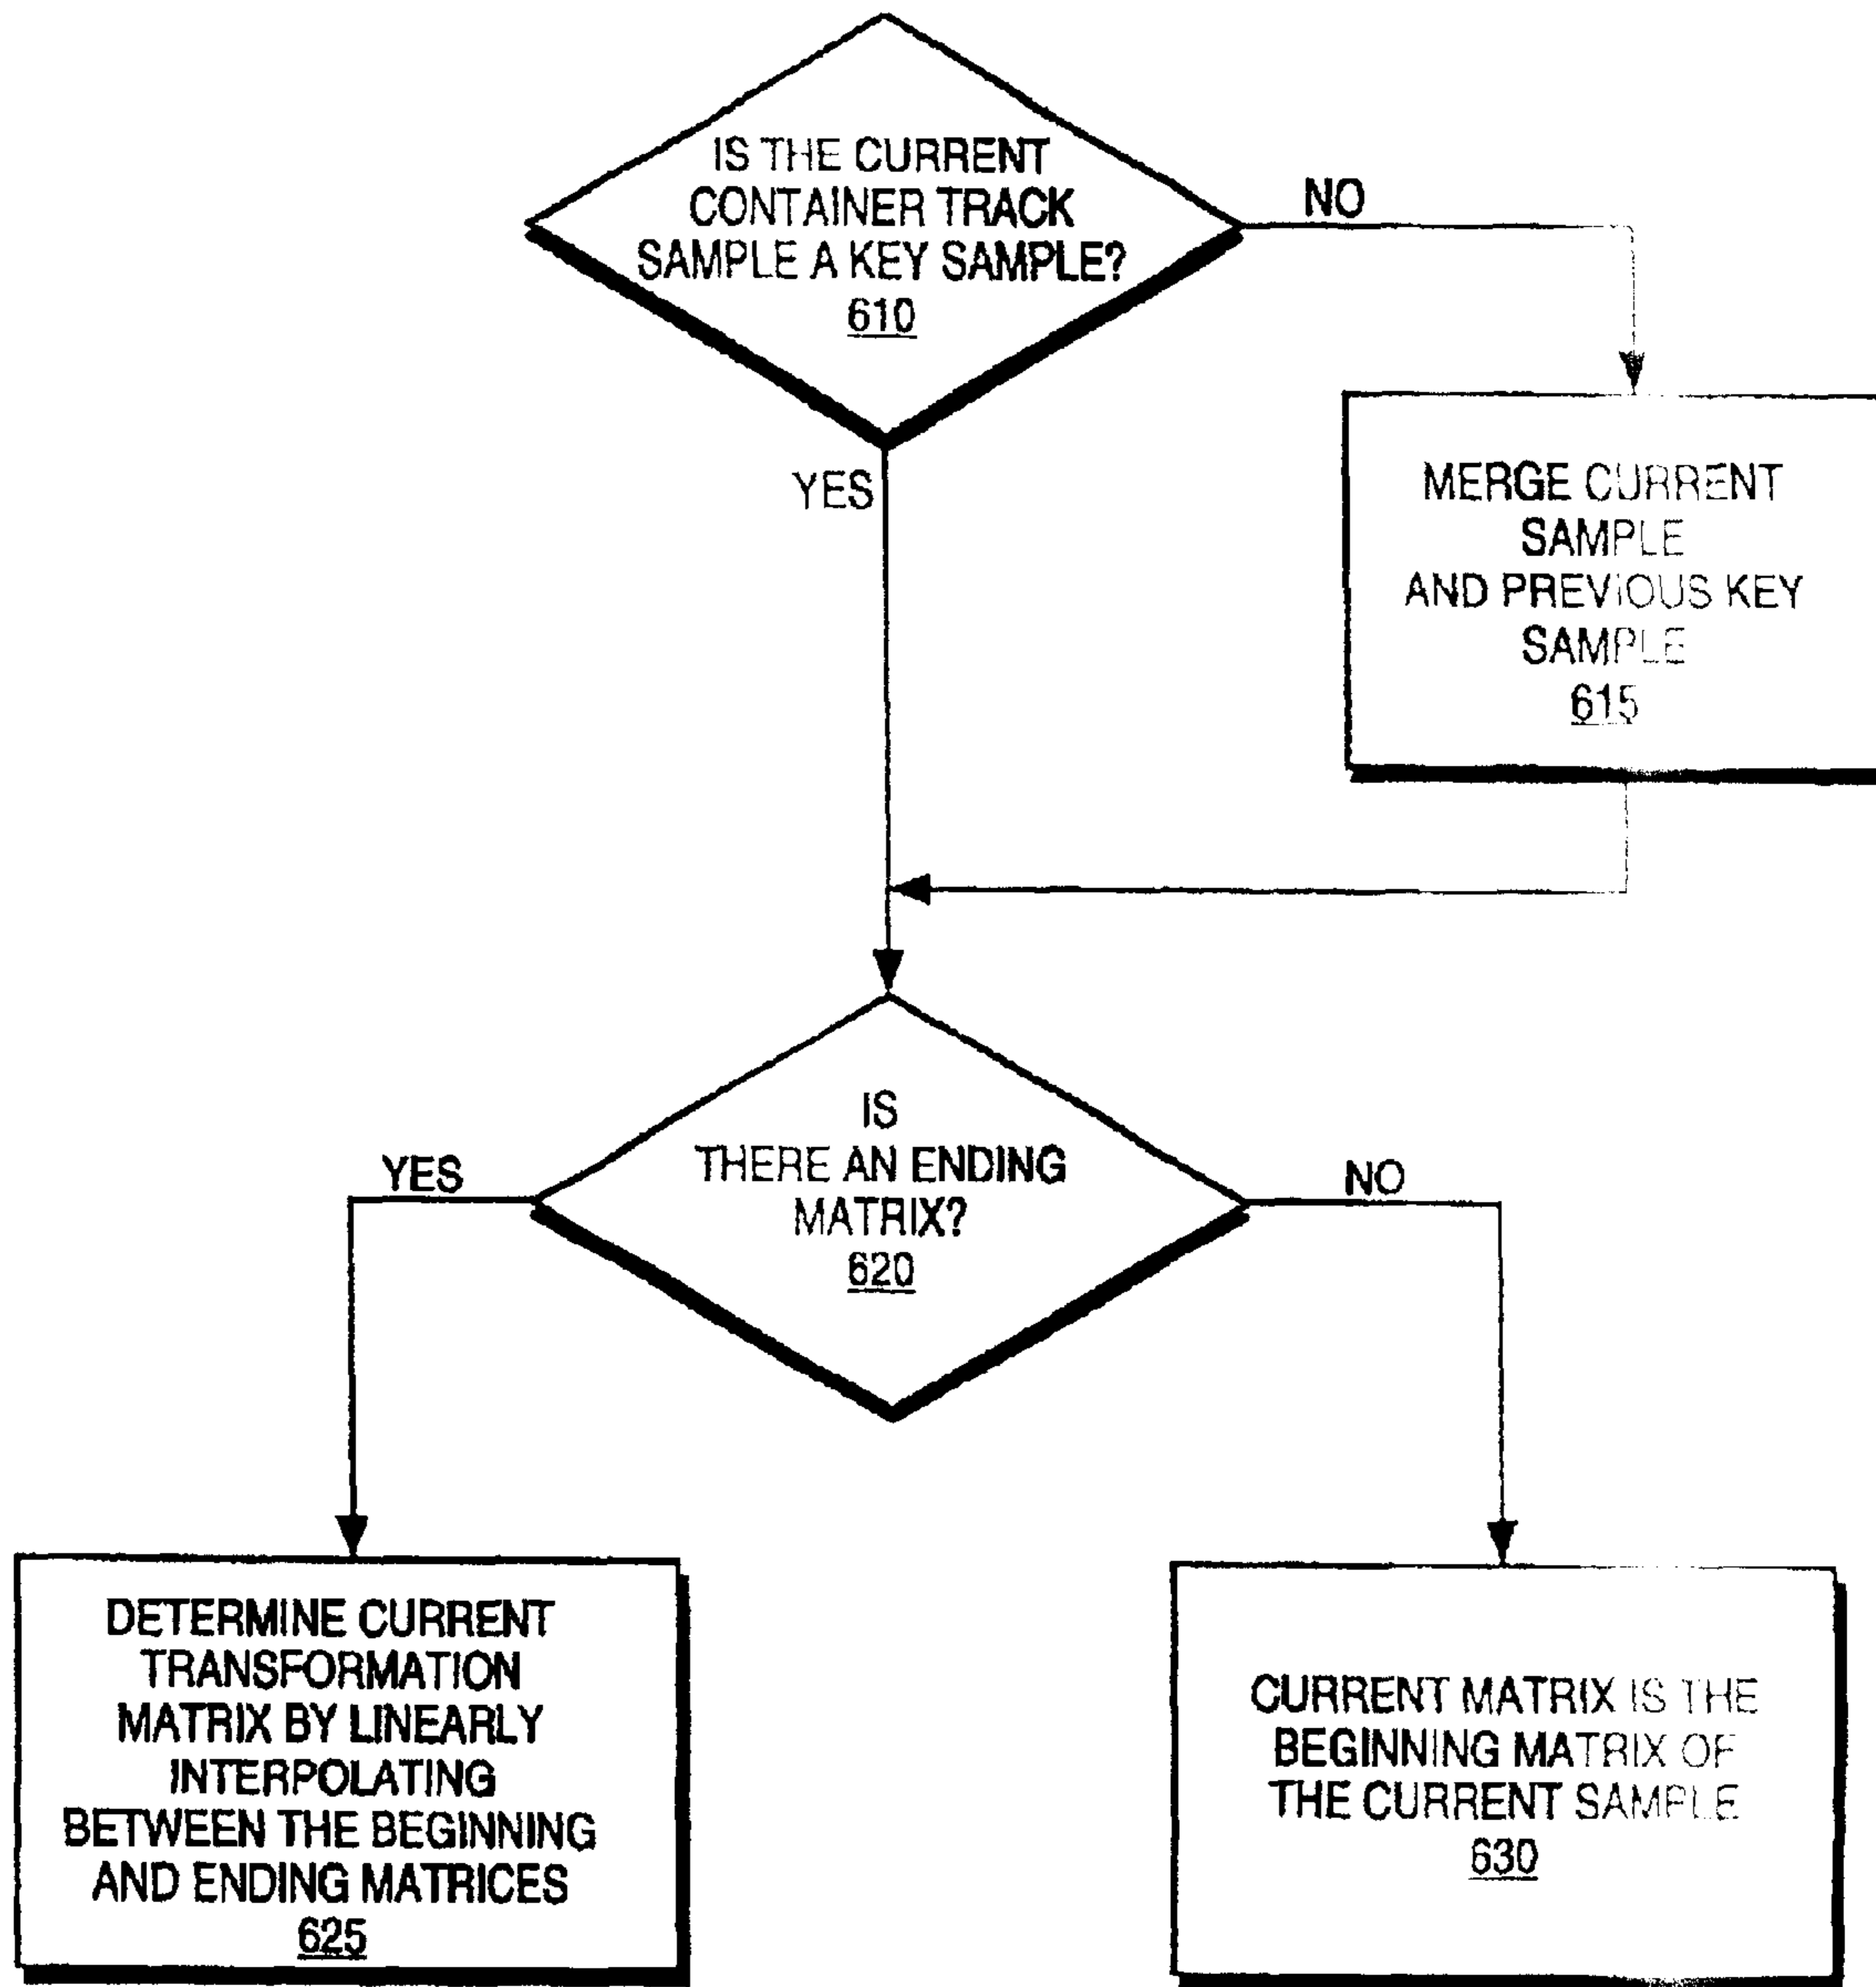 IS THE CURRENT
CONTAINER TRACK
SAMPLE A KEY SAMPLE?
610
NO
YES
MERGE CURRENT
SAMPLE
AND PREVIOUS KEY
SAMPLE
615
IS
THERE AN ENDING
MATRIX?
620
YES
NO
DETERMINE CURRENT
TRANSFORMATION
MATRIX BY LINEARLY
INTERPOLATING
BETWEEN THE BEGINNING
AND ENDING MATRICES
625
CURRENT MATRIX IS THE
BEGINNING MATRIX OF
THE CURRENT SAMPLE
630